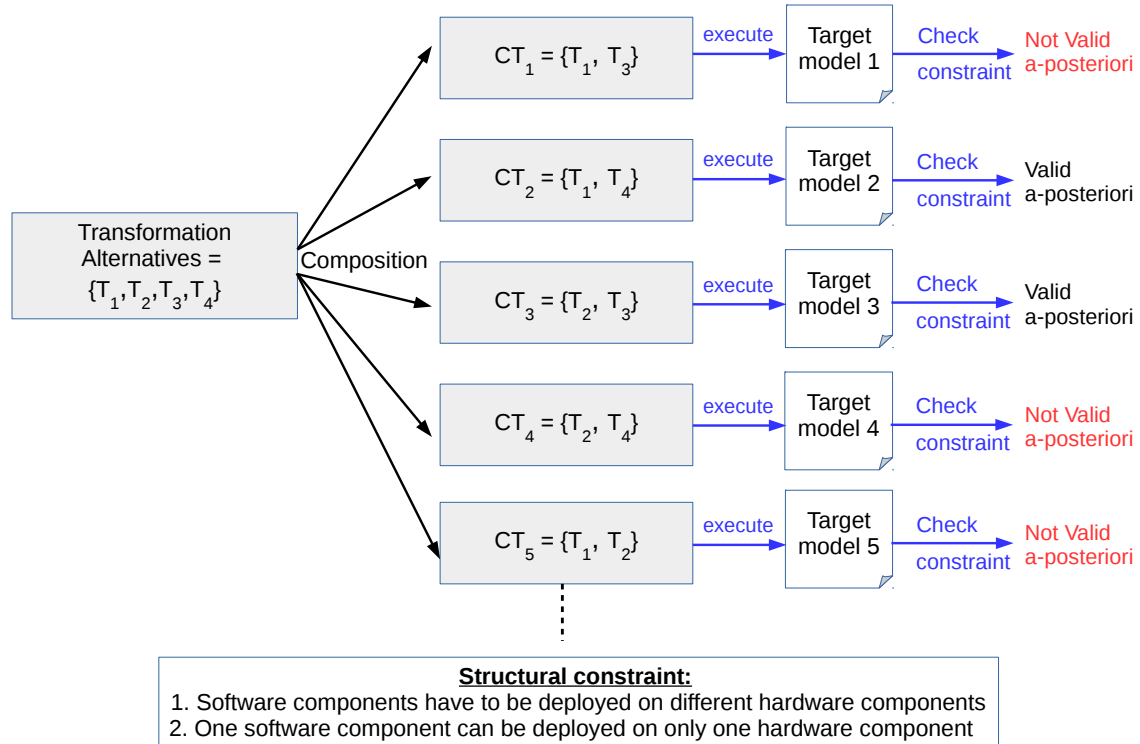 Transformation
Alternatives =
{T1,T2,T3,T4}
Composition
CT1 = {T1, T3}
execute
Target
model 1
Check
constraint
Not Valid
a-posteriori
CT2 = {T1, T4}
execute
Target
model 2
Check
constraint
Valid
a-posteriori
CT3 = {T2, T3}
execute
Target
model 3
Check
constraint
Valid
a-posteriori
CT4 = {T2, T4}
execute
Target
model 4
Check
constraint
Not Valid
a-posteriori
CT5 = {T1, T2}
execute
Target
model 5
Check
constraint
Not Valid
a-posteriori
Structural constraint:
1. Software components have to be deployed on different hardware components
2. One software component can be deployed on only one hardware component